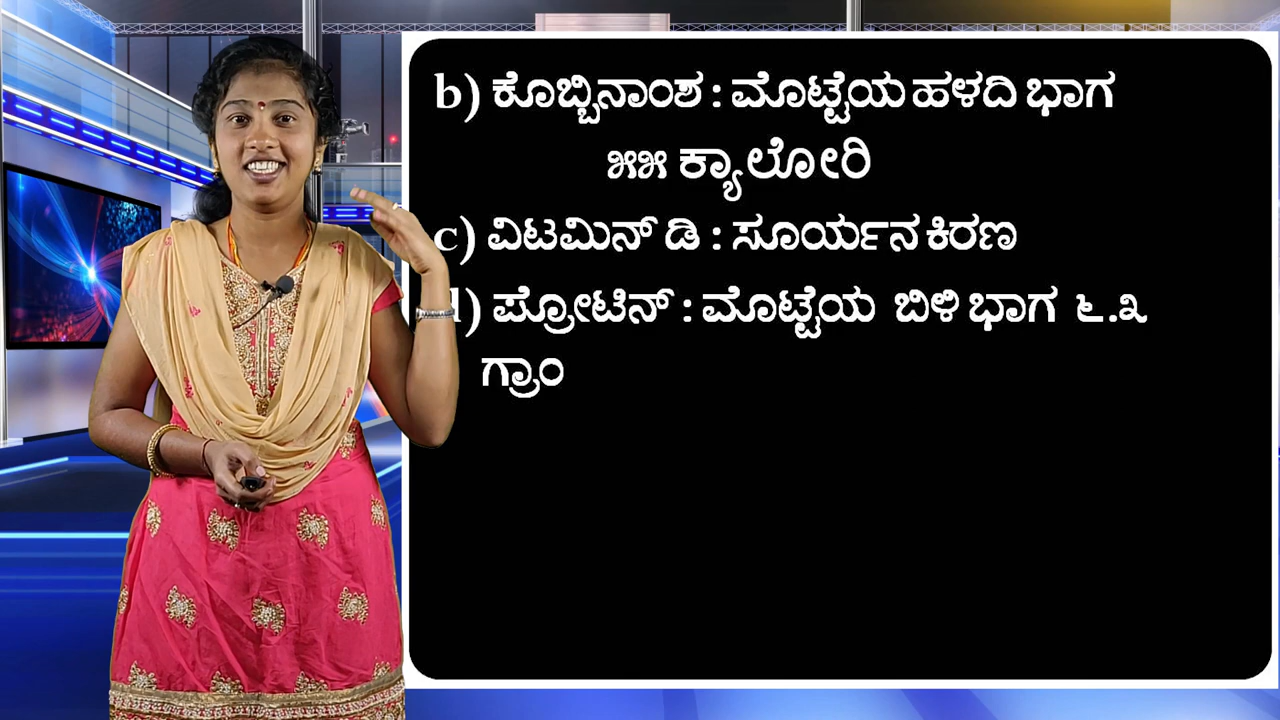 b) ಕೊಬ್ಬಿನಾಂಶ : ಮೊಟ್ಟೆಯ ಹಳದಿ ಭಾಗ
೫೫ ಕ್ಯಾಲೋರಿ
c) ವಿಟಮಿನ್ ಡಿ : ಸೂರ್ಯನ ಕಿರಣ
d) ಪ್ರೋಟಿನ್ : ಮೊಟ್ಟೆಯ ಬಿಳಿ ಭಾಗ ೬.೩
ಗ್ರಾಂ